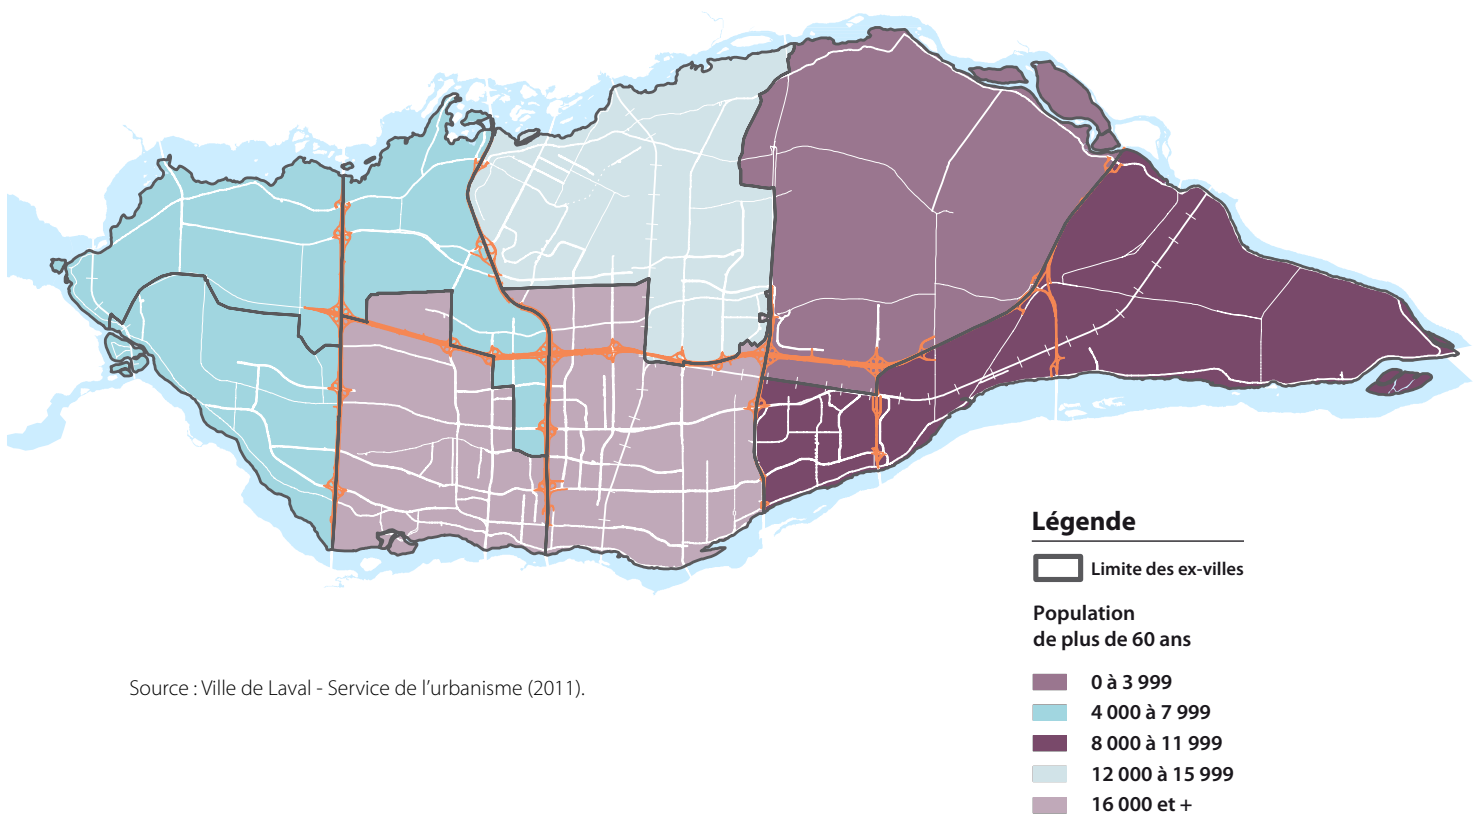 Légende
Limite des ex-villes
Population
de plus de 60 ans
0 à 3 999
4 000 à 7 999
8 000 à 11 999
12 000 à 15 999
16 000 et +
Source : Ville de Laval - Service de l’urbanisme (2011).